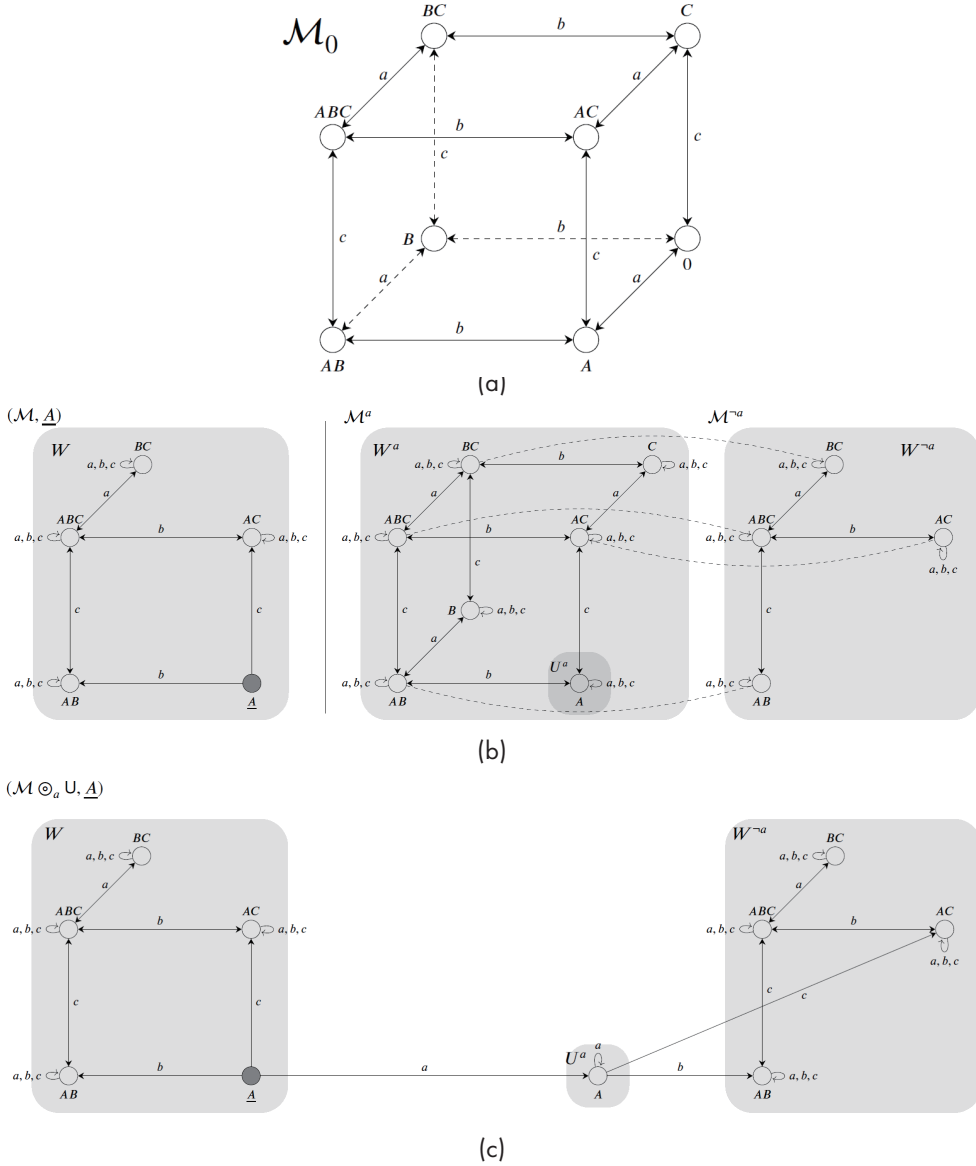 M₀
BC
C
b
a
a
ABC
AC
b
c
c
B
b
0
c
c
a
a
b
AB
A
(a)
(M, A)
Mᵃ
M¬ᵃ
W
BC
a, b, c
a
ABC
AC
a, b, c
b
a, b, c
c
c
a, b, c
b
AB
A
Wᵃ
BC
C
a, b, c
b
a, b, c
a
a
ABC
AC
a, b, c
b
a, b, c
c
B
a, b, c
c
a
a
Uᵃ
a, b, c
b
a, b, c
AB
A
BC
W¬ᵃ
a, b, c
a
ABC
AC
a, b, c
b
a, b, c
c
a, b, c
AB
(b)
(M ⊚ₐ U, A)
W
BC
a, b, c
a
ABC
AC
a, b, c
b
a, b, c
c
c
a, b, c
b
AB
A
a
Uᵃ
a
A
b
c
W¬ᵃ
BC
a, b, c
a
ABC
AC
a, b, c
b
a, b, c
c
a, b, c
AB
(c)